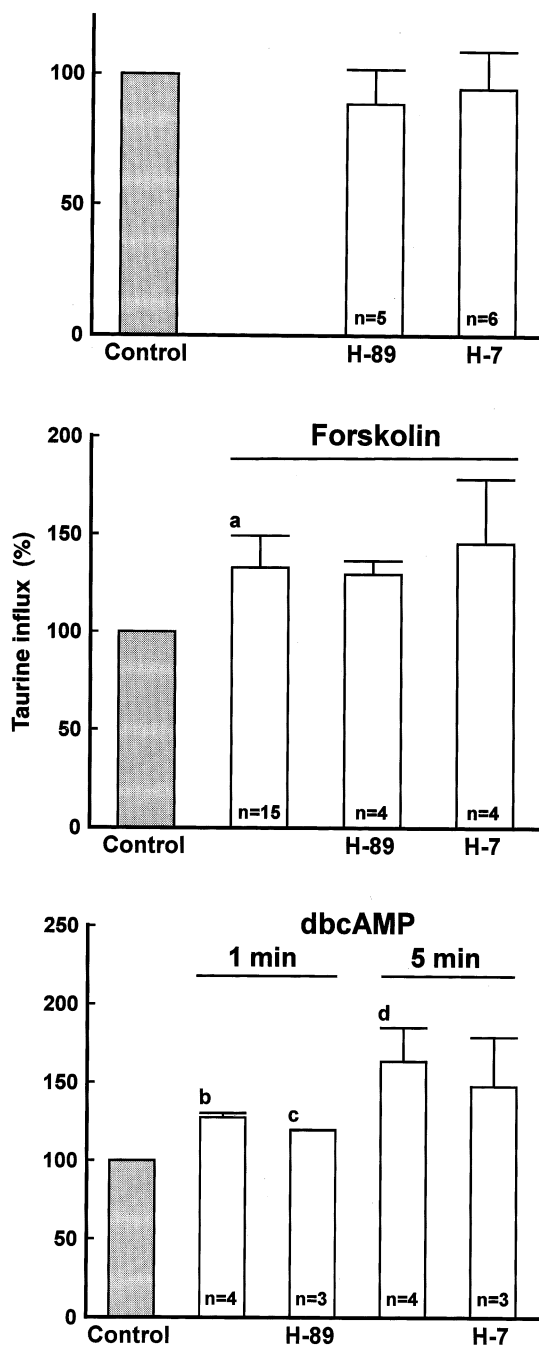 100
50
0
n=5
n=6
Control
H-89
H-7
Taurine influx (%)
Forskolin
200
150
100
50
0
a
n=15
n=4
n=4
Control
H-89
H-7
dbcAMP
1 min
5 min
250
200
150
100
50
0
b
c
d
n=4
n=3
n=4
n=3
Control
H-89
H-7